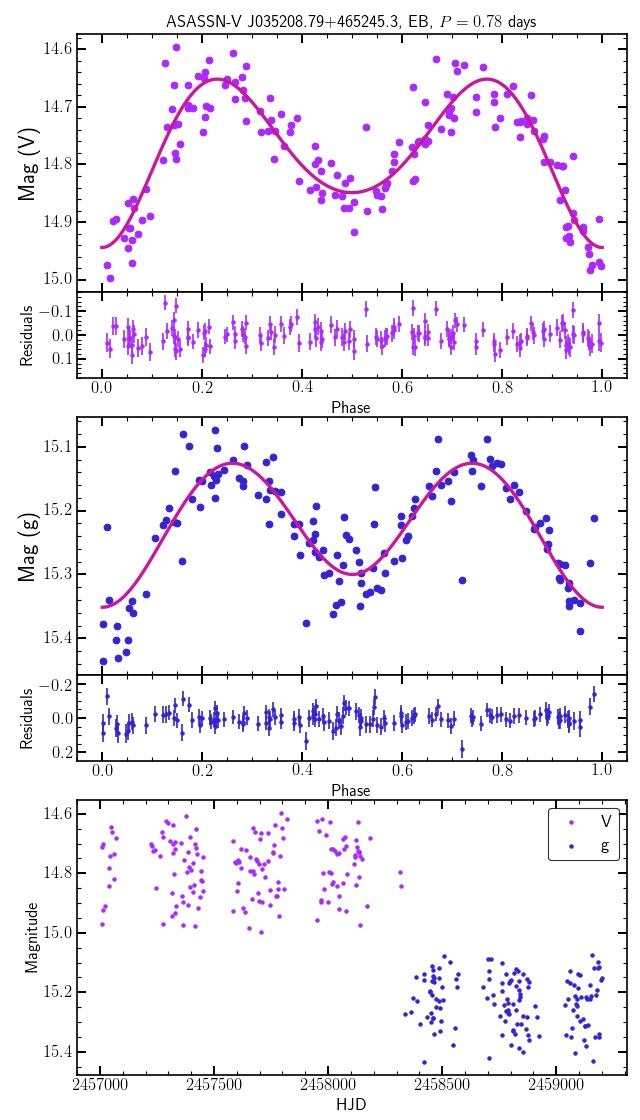 ASASSN-V J035208.79+465245.3, EB, P = 0.78 days
14.6
14.7
14.8
14.9
15.0
Mag (V)
−0.1
0.0
0.1
Residuals
0.0 0.2 0.4 0.6 0.8 1.0
Phase
15.1
15.2
15.3
15.4
Mag (g)
−0.2
0.0
0.2
Residuals
0.0 0.2 0.4 0.6 0.8 1.0
Phase
14.6
14.8
15.0
15.2
15.4
Magnitude
V
g
2457000 2457500 2458000 2458500 2459000
HJD